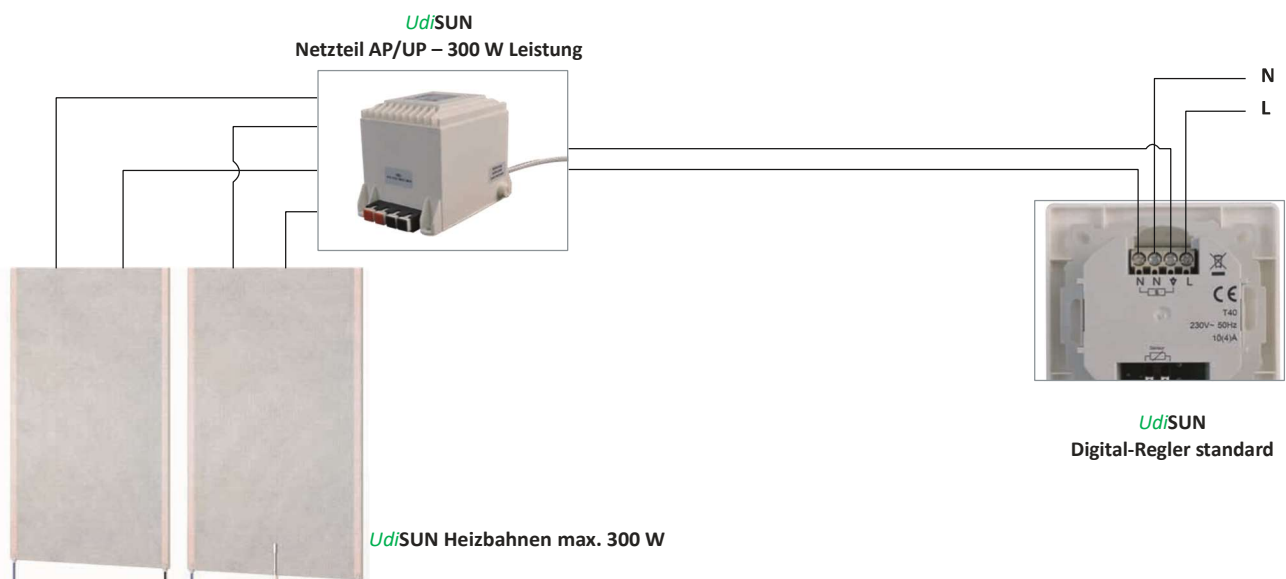 UdiSUN
Netzteil AP/UP – 300 W Leistung
N
L
N N L
T40
230V~ 50Hz
10(4)A
Sensor
UdiSUN
Digital-Regler standard
UdiSUN Heizbahnen max. 300 W